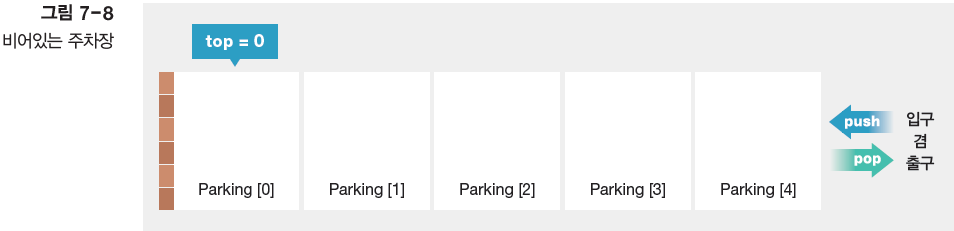 그림 7-8
비어있는 주차장
top = 0
Parking [0]
Parking [1]
Parking [2]
Parking [3]
Parking [4]
push
pop
입구
겸
출구